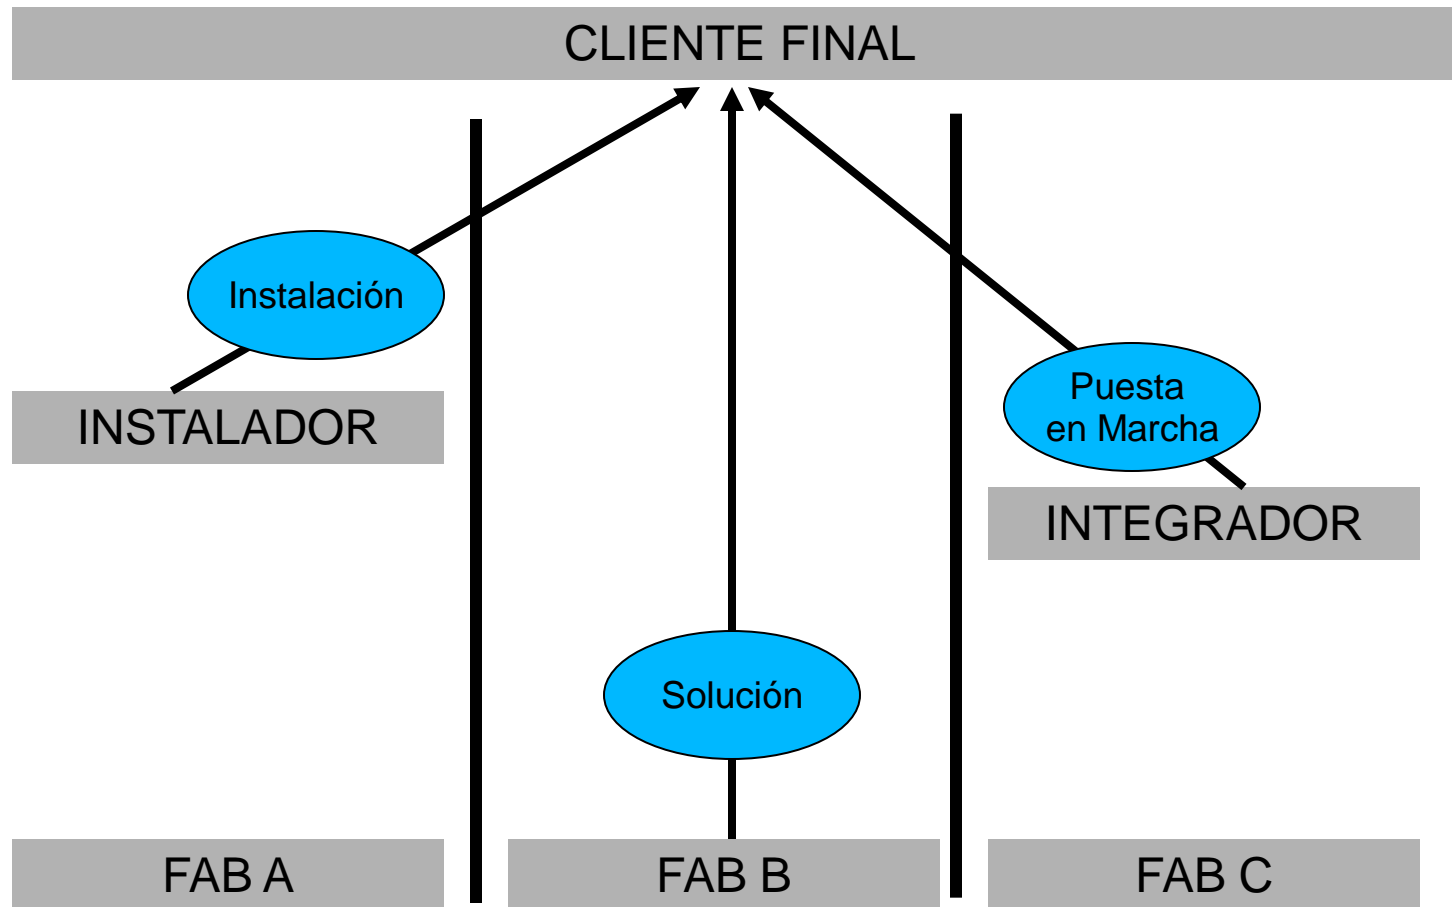 CLIENTE FINAL
Instalación
INSTALADOR
Puesta
en Marcha
INTEGRADOR
Solución
FAB A
FAB B
FAB C